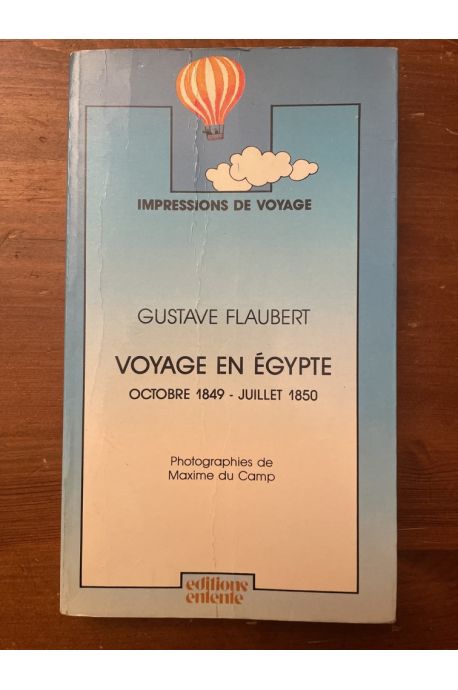 IMPRESSIONS DE VOYAGE
GUSTAVE FLAUBERT
VOYAGE EN ÉGYPTE
OCTOBRE 1849 - JUILLET 1850
Photographies de
Maxime du Camp
editions
entente